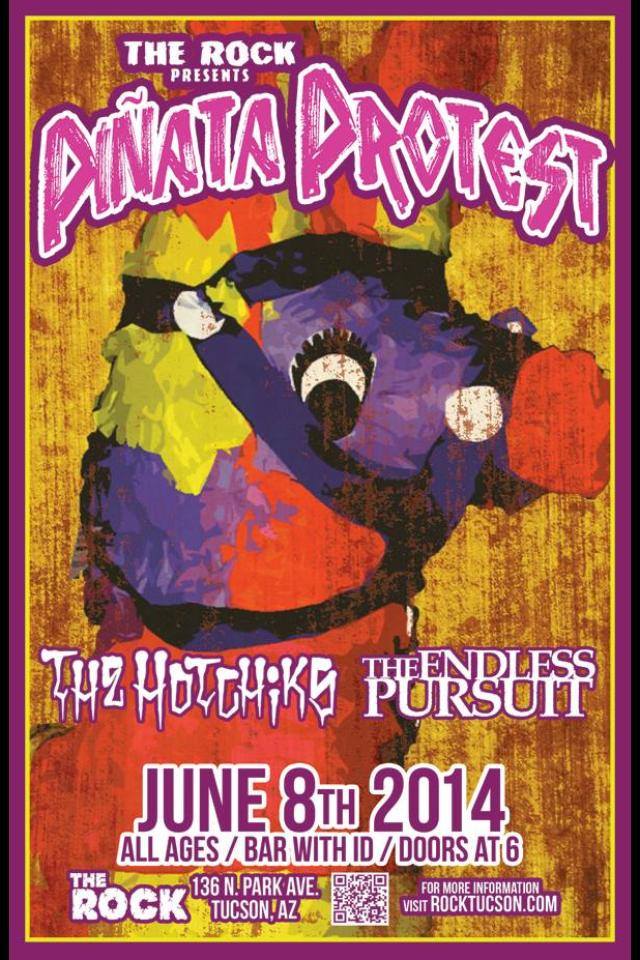 THE ROCK
PRESENTS
PIÑATA PROTEST
THE HOTCHIKS
THE ENDLESS
PURSUIT
JUNE 8TH 2014
ALL AGES / BAR WITH ID / DOORS AT 6
THE
ROCK
136 N. PARK AVE.
TUCSON, AZ
FOR MORE INFORMATION
VISIT ROCKTUCSON.COM